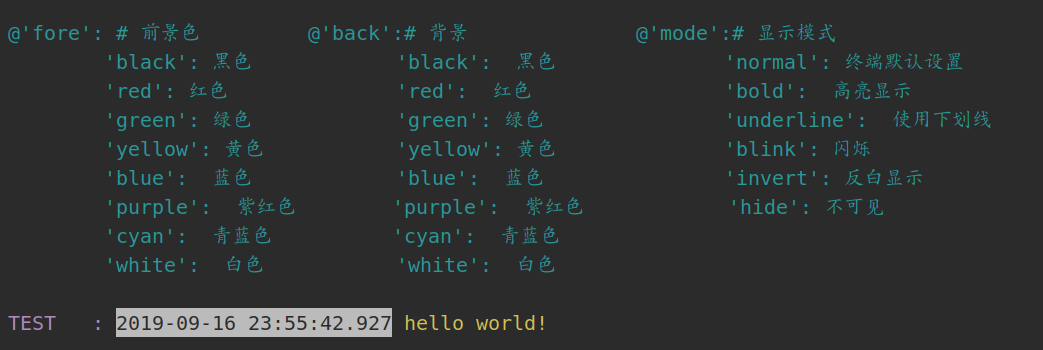 @'fore': # 前景色 @'back':# 背景 @'mode':# 显示模式
'black': 黑色 'black': 黑色 'normal': 终端默认设置
'red': 红色 'red': 红色 'bold': 高亮显示
'green': 绿色 'green': 绿色 'underline': 使用下划线
'yellow': 黄色 'yellow': 黄色 'blink': 闪烁
'blue': 蓝色 'blue': 蓝色 'invert': 反白显示
'purple': 紫红色 'purple': 紫红色 'hide': 不可见
'cyan': 青蓝色 'cyan': 青蓝色
'white': 白色 'white': 白色
TEST : 2019-09-16 23:55:42.927 hello world!